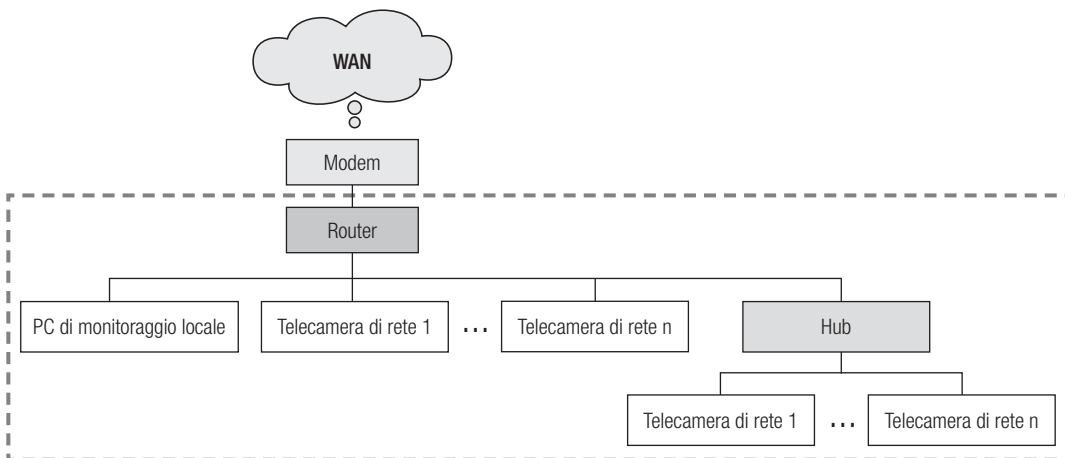 WAN
Modem
Router
PC di monitoraggio locale
Telecamera di rete 1
...
Telecamera di rete n
Hub
Telecamera di rete 1
...
Telecamera di rete n